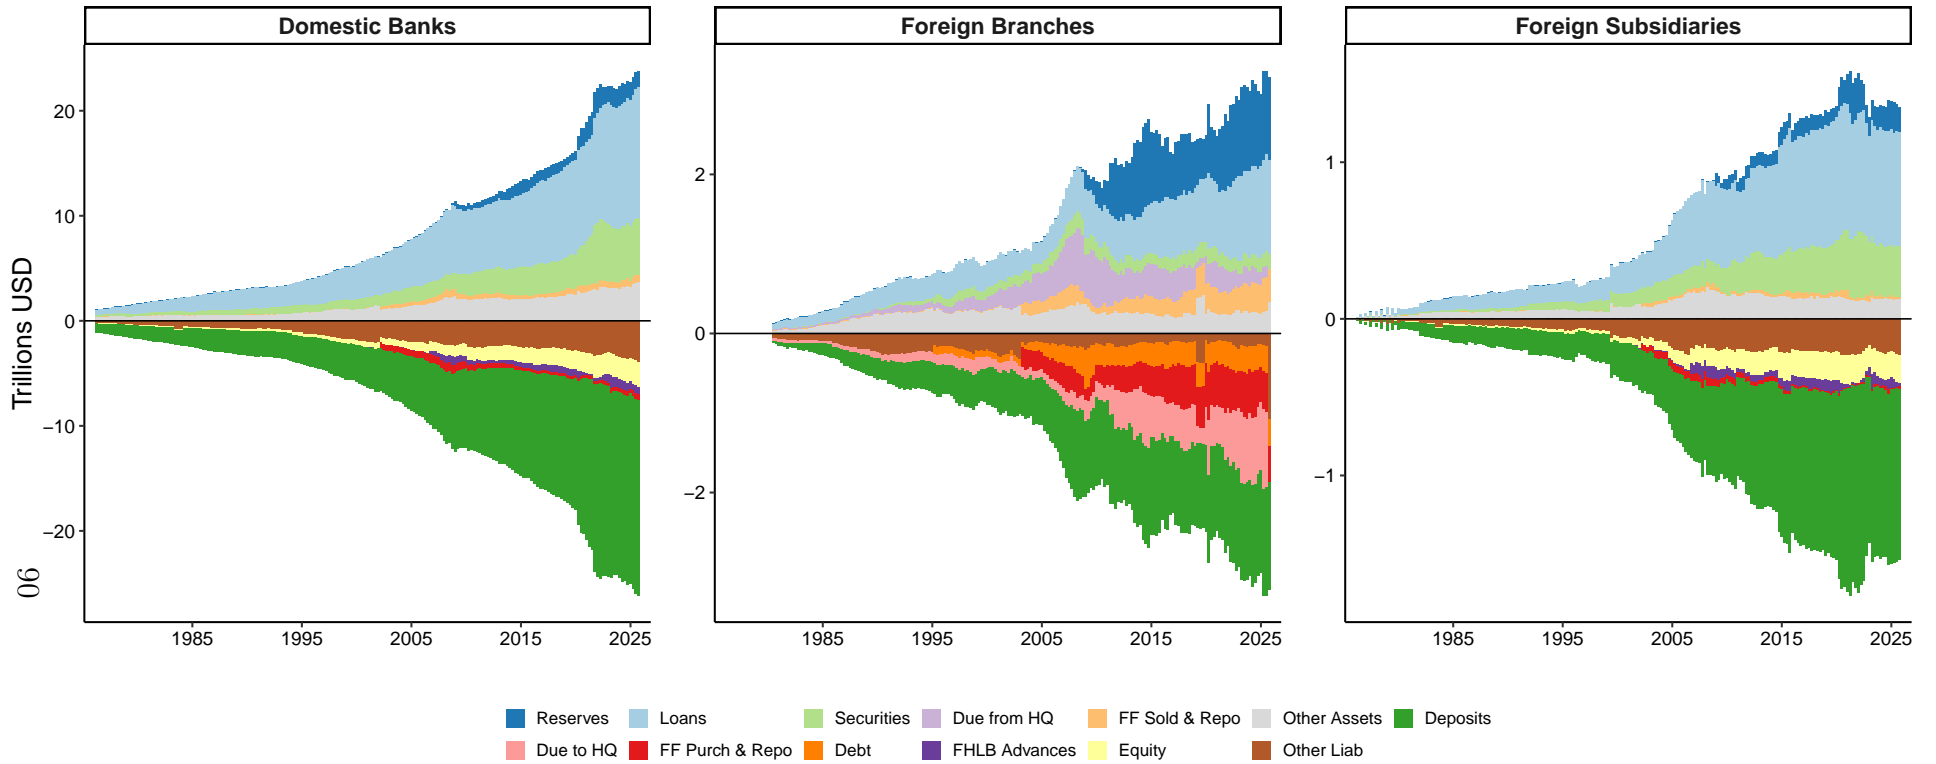 Domestic Banks
Foreign Branches
Foreign Subsidiaries
Trillions USD
20
10
0
−10
−20
2
0
−2
1
0
−1
1985 1995 2005 2015 2025
1985 1995 2005 2015 2025
1985 1995 2005 2015 2025
90
Reserves Loans Securities Due from HQ FF Sold & Repo Other Assets Deposits
Due to HQ FF Purch & Repo Debt FHLB Advances Equity Other Liab